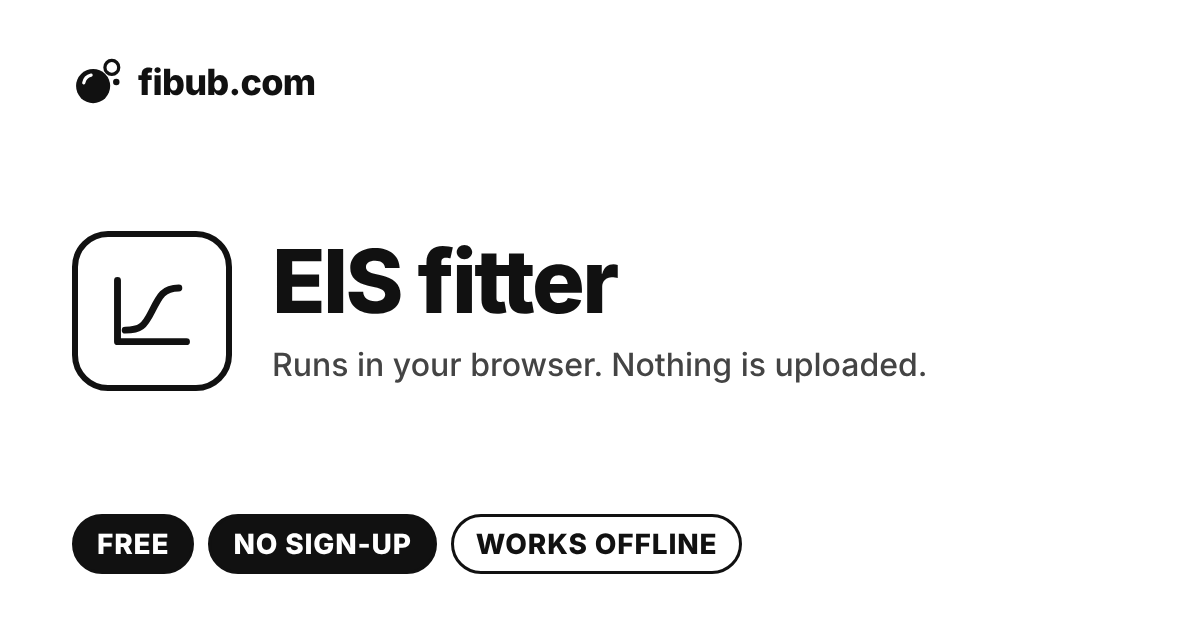 fibub.com
EIS fitter
Runs in your browser. Nothing is uploaded.
FREE
NO SIGN-UP
WORKS OFFLINE